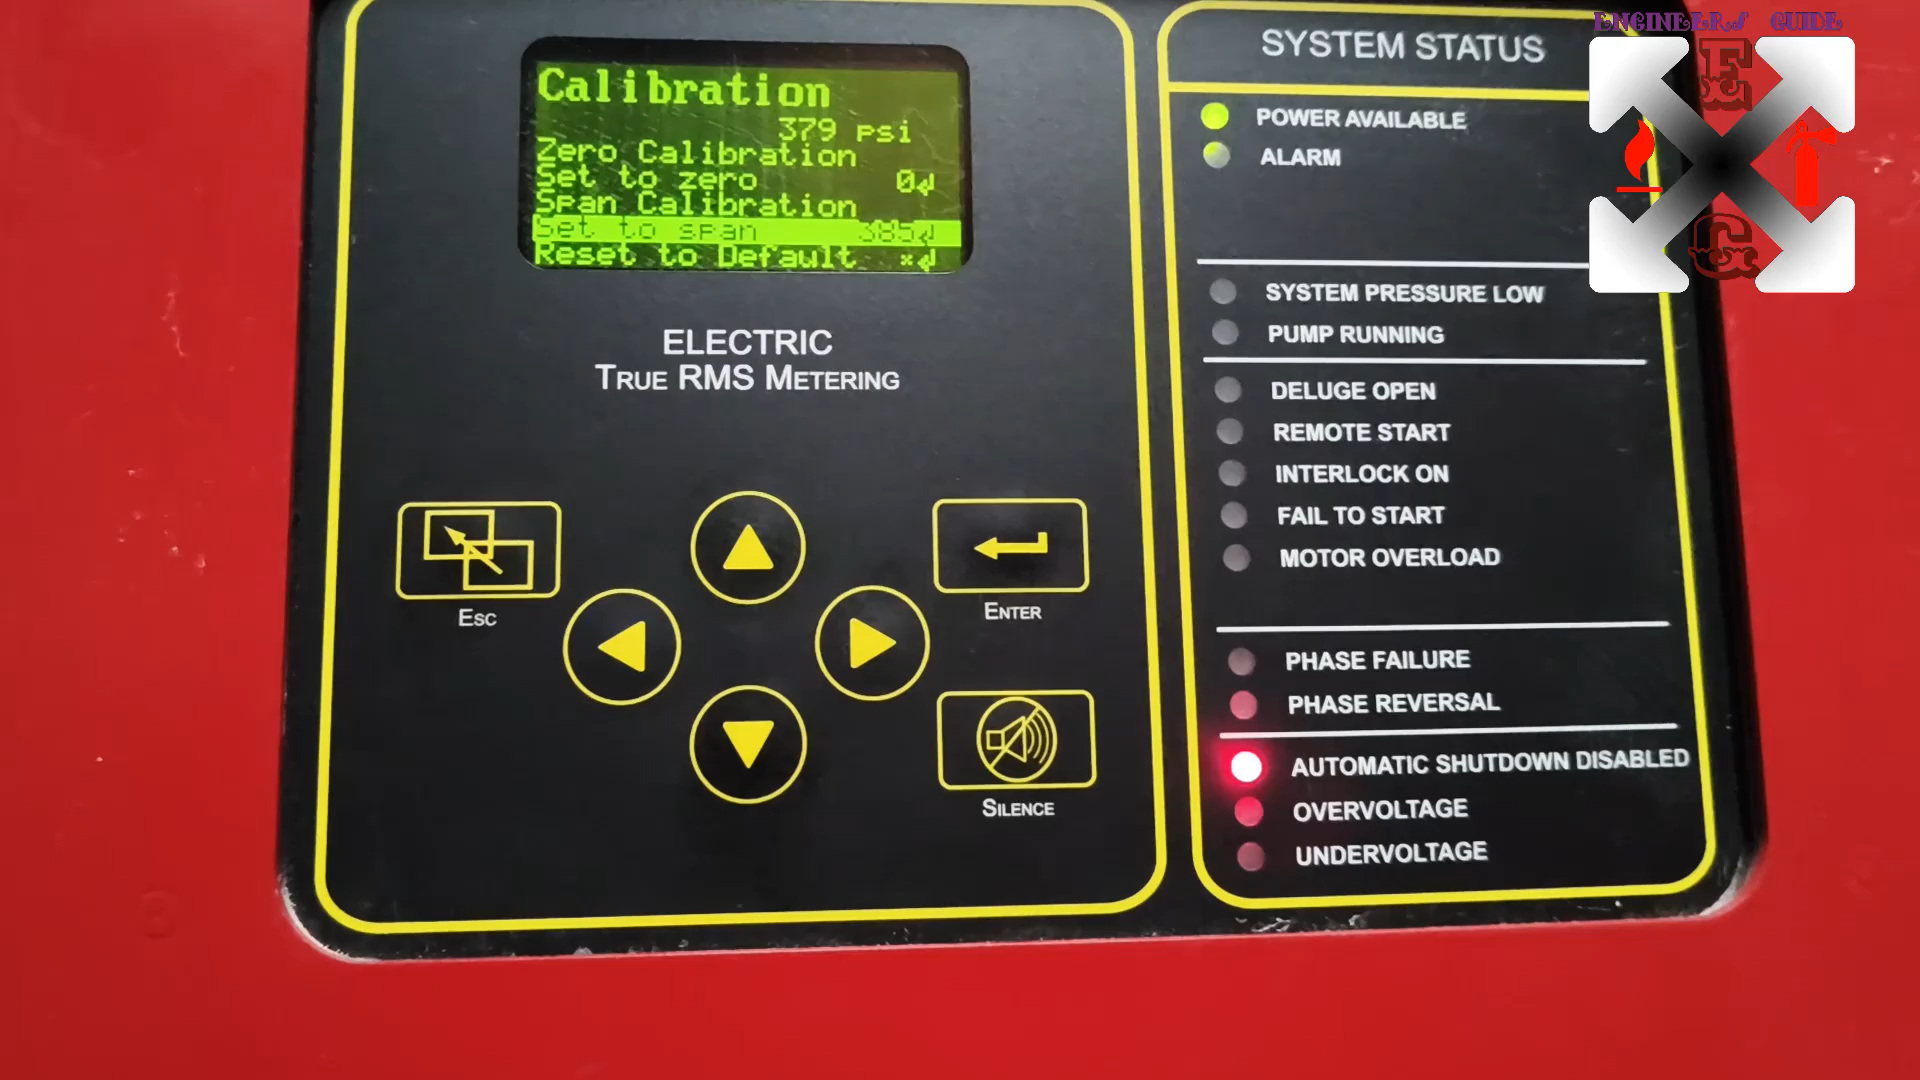 Calibration
379 psi
Zero Calibration
Set to zero 0↵
Span Calibration
Set to span 385↵
Reset to Default ×↵
ELECTRIC
TRUE RMS METERING
ESC
ENTER
SILENCE
SYSTEM STATUS
POWER AVAILABLE
ALARM
SYSTEM PRESSURE LOW
PUMP RUNNING
DELUGE OPEN
REMOTE START
INTERLOCK ON
FAIL TO START
MOTOR OVERLOAD
PHASE FAILURE
PHASE REVERSAL
AUTOMATIC SHUTDOWN DISABLED
OVERVOLTAGE
UNDERVOLTAGE
ENGINEERS GUIDE
E
G